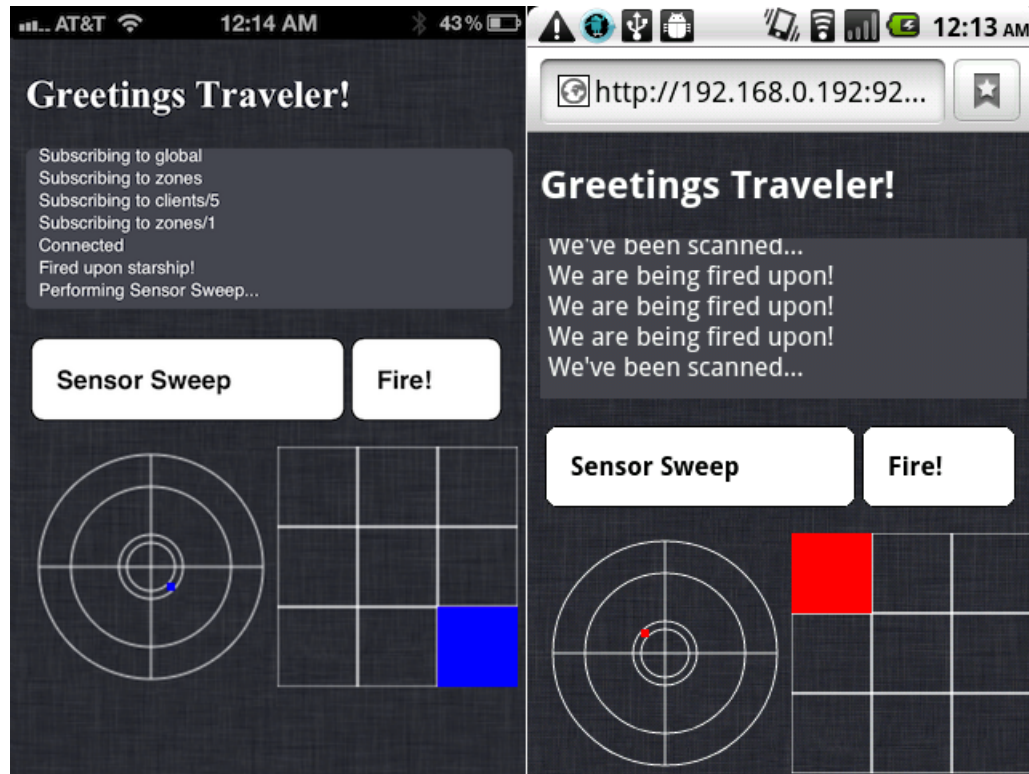 AT&T 12:14 AM 43%
Greetings Traveler!
Subscribing to global
Subscribing to zones
Subscribing to clients/5
Subscribing to zones/1
Connected
Fired upon starship!
Performing Sensor Sweep...
Sensor Sweep Fire!
12:13 AM
http://192.168.0.192:92...
Greetings Traveler!
We've been scanned...
We are being fired upon!
We are being fired upon!
We are being fired upon!
We've been scanned...
Sensor Sweep Fire!